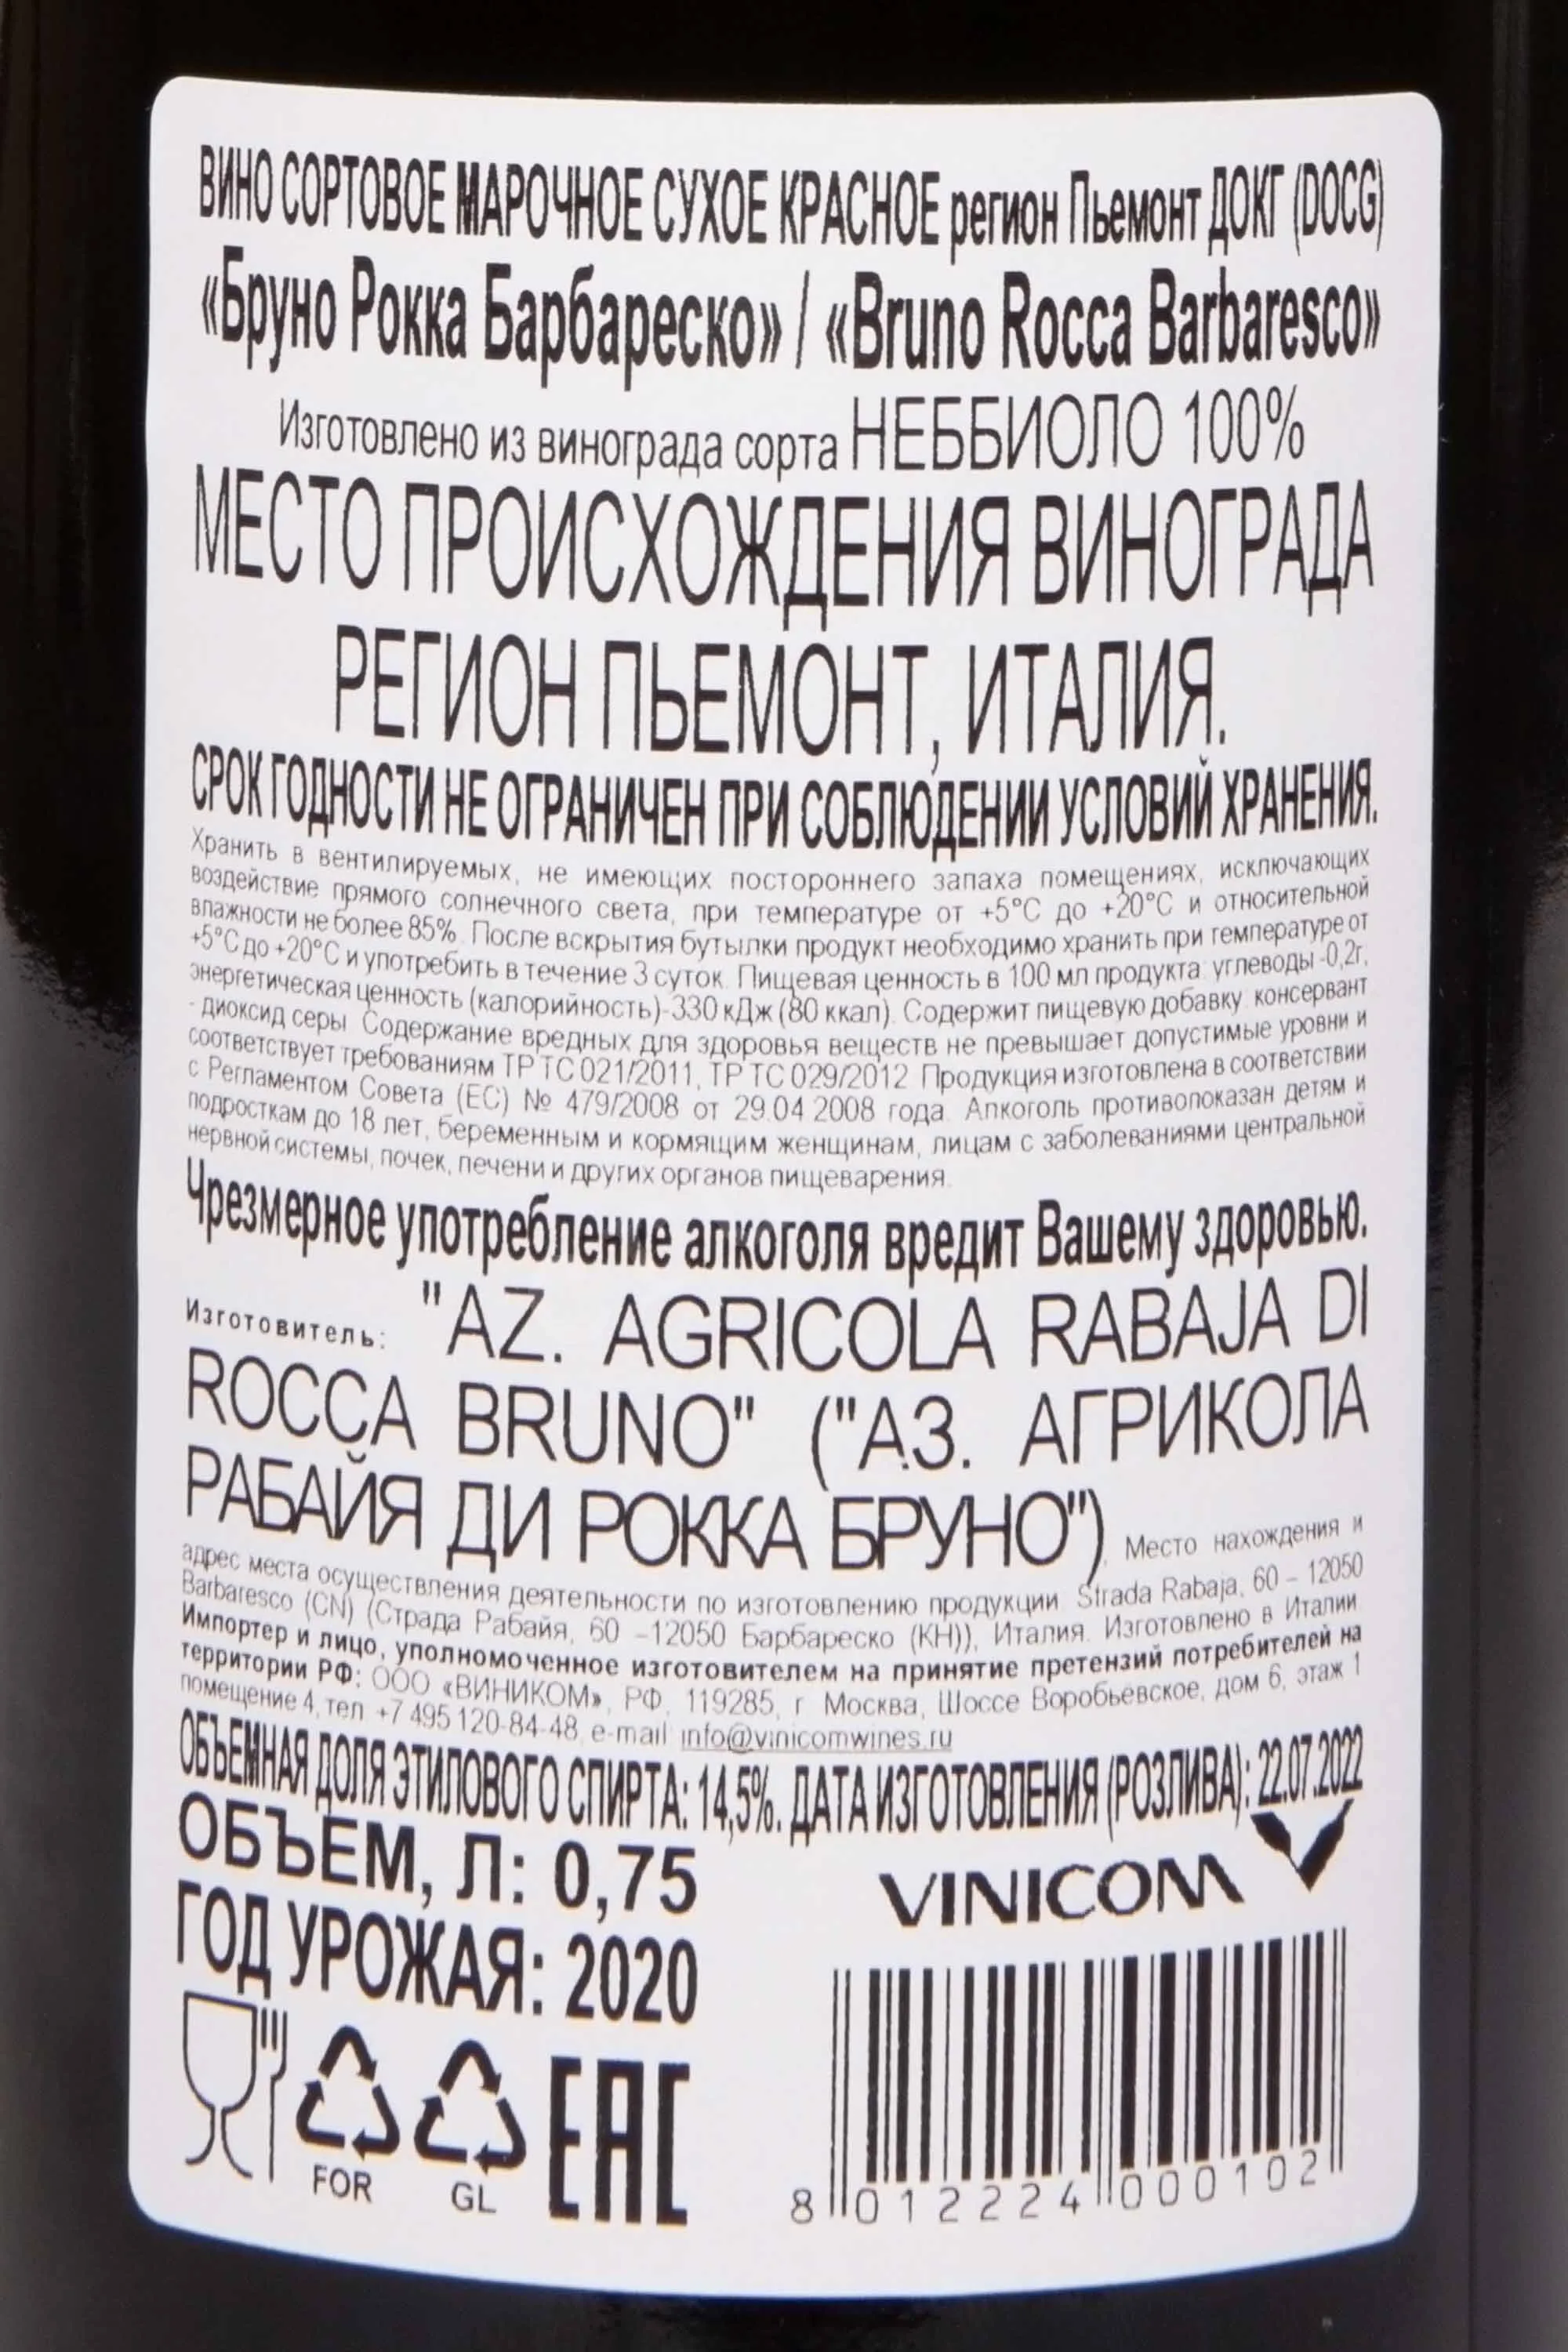 ВИНО СОРТОВОЕ МАРОЧНОЕ СУХОЕ КРАСНОЕ регион Пьемонт ДОКГ (DOCG)
«Бруно Рокка Барбареско» / «Bruno Rocca Barbaresco»
Изготовлено из винограда сорта НЕББИОЛО 100%
МЕСТО ПРОИСХОЖДЕНИЯ ВИНОГРАДА
РЕГИОН ПЬЕМОНТ, ИТАЛИЯ.
СРОК ГОДНОСТИ НЕ ОГРАНИЧЕН ПРИ СОБЛЮДЕНИИ УСЛОВИЙ ХРАНЕНИЯ.
Хранить в вентилируемых, не имеющих постороннего запаха помещениях, исключающих
воздействие прямого солнечного света, при температуре от +5°С до +20°С и относительной
влажности не более 85%. После вскрытия бутылки продукт необходимо хранить при температуре от
+5°С до +20°С и употребить в течение 3 суток. Пищевая ценность в 100 мл продукта: углеводы -0,2г,
энергетическая ценность (калорийность)-330 кДж (80 ккал). Содержит пищевую добавку: консервант
- диоксид серы. Содержание вредных для здоровья веществ не превышает допустимые уровни и
соответствует требованиям ТР ТС 021/2011, ТР ТС 029/2012. Продукция изготовлена в соответствии
с Регламентом Совета (ЕС) № 479/2008 от 29.04.2008 года. Алкоголь противопоказан детям и
подросткам до 18 лет, беременным и кормящим женщинам, лицам с заболеваниями центральной
нервной системы, почек, печени и других органов пищеварения.
Чрезмерное употребление алкоголя вредит Вашему здоровью.
Изготовитель: "AZ. AGRICOLA RABAJA DI
ROCCA BRUNO" ("АЗ. АГРИКОЛА
РАБАЙЯ ДИ РОККА БРУНО"). Место нахождения и
адрес места осуществления деятельности по изготовлению продукции: Strada Rabaja, 60 – 12050
Barbaresco (CN) (Страда Рабайя, 60 –12050 Барбареско (КН)), Италия. Изготовлено в Италии.
Импортер и лицо, уполномоченное изготовителем на принятие претензий потребителей на
территории РФ: ООО «ВИНИКОМ», РФ, 119285, г. Москва, Шоссе Воробьевское, дом 6, этаж 1
помещение 4, тел. +7 495 120-84-48, e-mail: info@vinicomwines.ru
ОБЪЕМНАЯ ДОЛЯ ЭТИЛОВОГО СПИРТА: 14,5%. ДАТА ИЗГОТОВЛЕНИЯ (РОЗЛИВА): 22.07.2022
ОБЪЕМ, Л: 0,75
VINICOM
ГОД УРОЖАЯ: 2020
FOR
GL
EAC
8 012224 000102